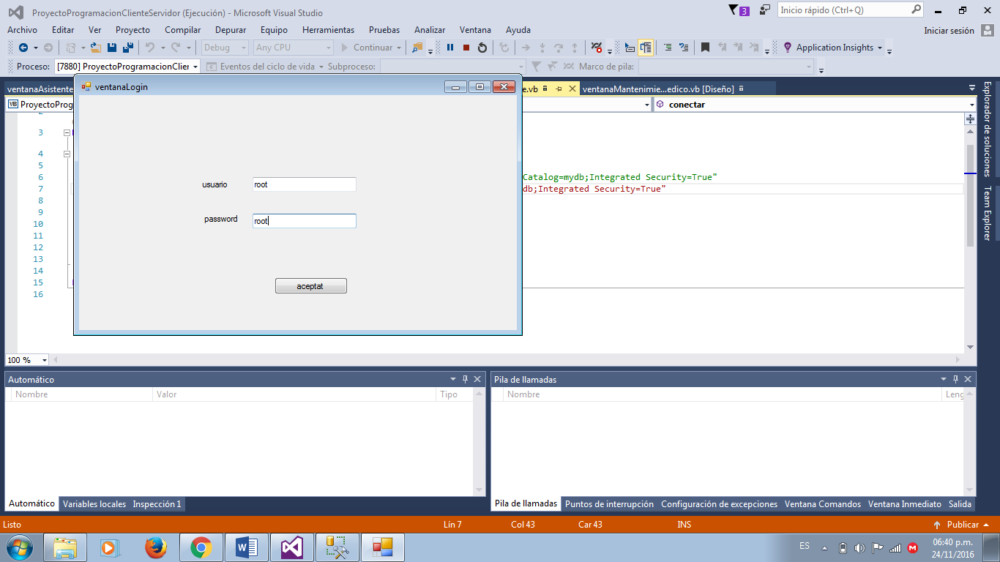 ProyectoProgramacionClienteServidor (Ejecución) - Microsoft Visual Studio
3
Inicio rápido (Ctrl+Q)
Archivo Editar Ver Proyecto Compilar Depurar Equipo Herramientas Pruebas Analizar Ventana Ayuda
Iniciar sesión
Debug Any CPU Continuar Application Insights
Proceso: [7880] ProyectoProgramacionClier Eventos del ciclo de vida Subproceso: Marco de pila:
ventanaAsistente
e.vb ventanaMantenimie...edico.vb [Diseño]
VB ProyectoProg
conectar
ventanaLogin
usuario root
password root
aceptat
2
3
4
5
6 Catalog=mydb;Integrated Security=True"
7 db;Integrated Security=True"
8
9
10
11
12
13
14
15
16
Explorador de soluciones
Team Explorer
100 %
Automático
Nombre Valor Tipo
Automático Variables locales Inspección 1
Pila de llamadas
Nombre Leng
Pila de llamadas Puntos de interrupción Configuración de excepciones Ventana Comandos Ventana Inmediato Salida
Listo Lín 7 Col 43 Car 43 INS Publicar
ES
06:40 p.m.
24/11/2016